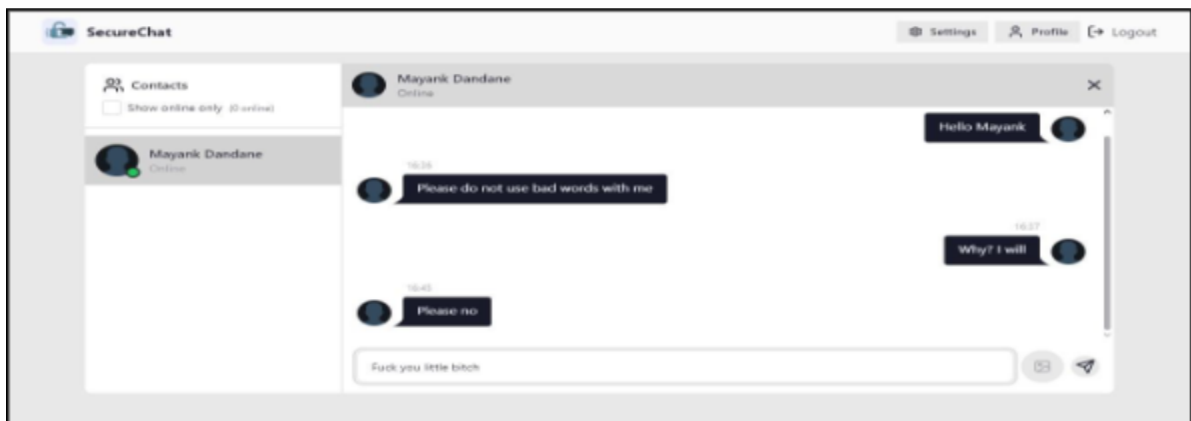 SecureChat
Settings
Profile
Logout
Contacts
Show online only (0 online)
Mayank Dandane
Online
Mayank Dandane
Online
Hello Mayank
16:36
Please do not use bad words with me
16:37
Why? I will
16:45
Please no
Fuck you little bitch